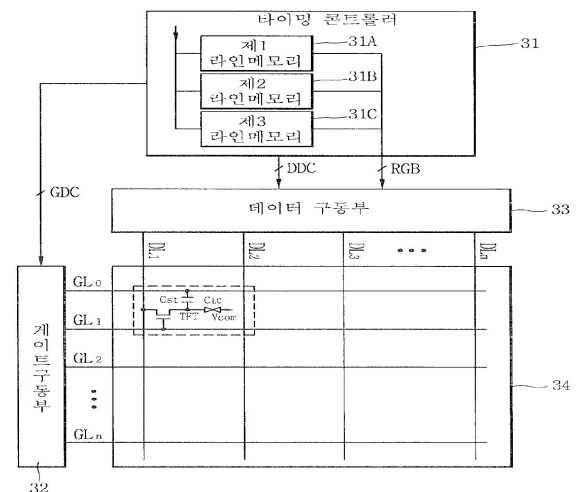 타이밍 콘트롤러
31
제1
라인메모리
31A
제2
라인메모리
31B
제3
라인메모리
31C
GDC
DDC
RGB
데이터 구동부
33
DL1
DL2
DL3
DLn
GL0
GL1
GL2
GLn
Cst
CLC
TFT
Vcom
게이트구동부
32
34